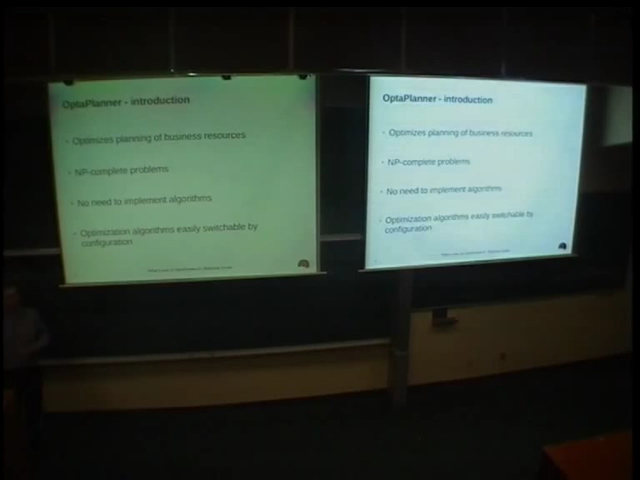 OptaPlanner - introduction
Optimizes planning of business resources
NP-complete problems
No need to implement algorithms
Optimization algorithms easily switchable by
configuration
OptaPlanner - introduction
Optimizes planning of business resources
NP-complete problems
No need to implement algorithms
Optimization algorithms easily switchable by
configuration